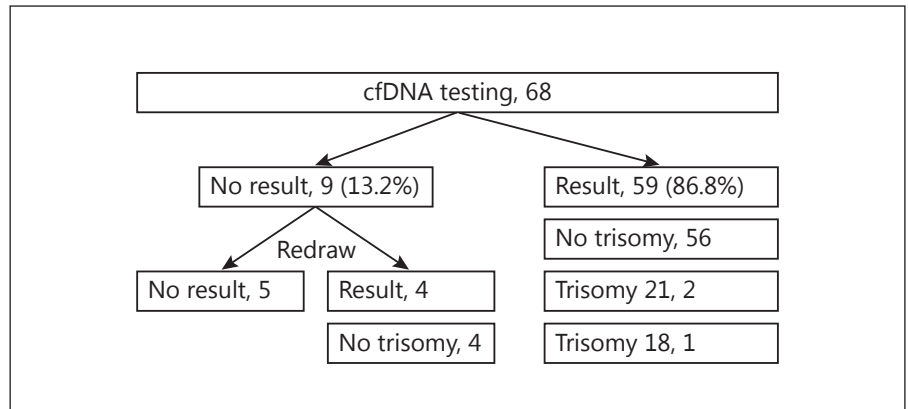 cfDNA testing, 68
No result, 9 (13.2%)
Result, 59 (86.8%)
No trisomy, 56
Redraw
No result, 5
Result, 4
Trisomy 21, 2
No trisomy, 4
Trisomy 18, 1